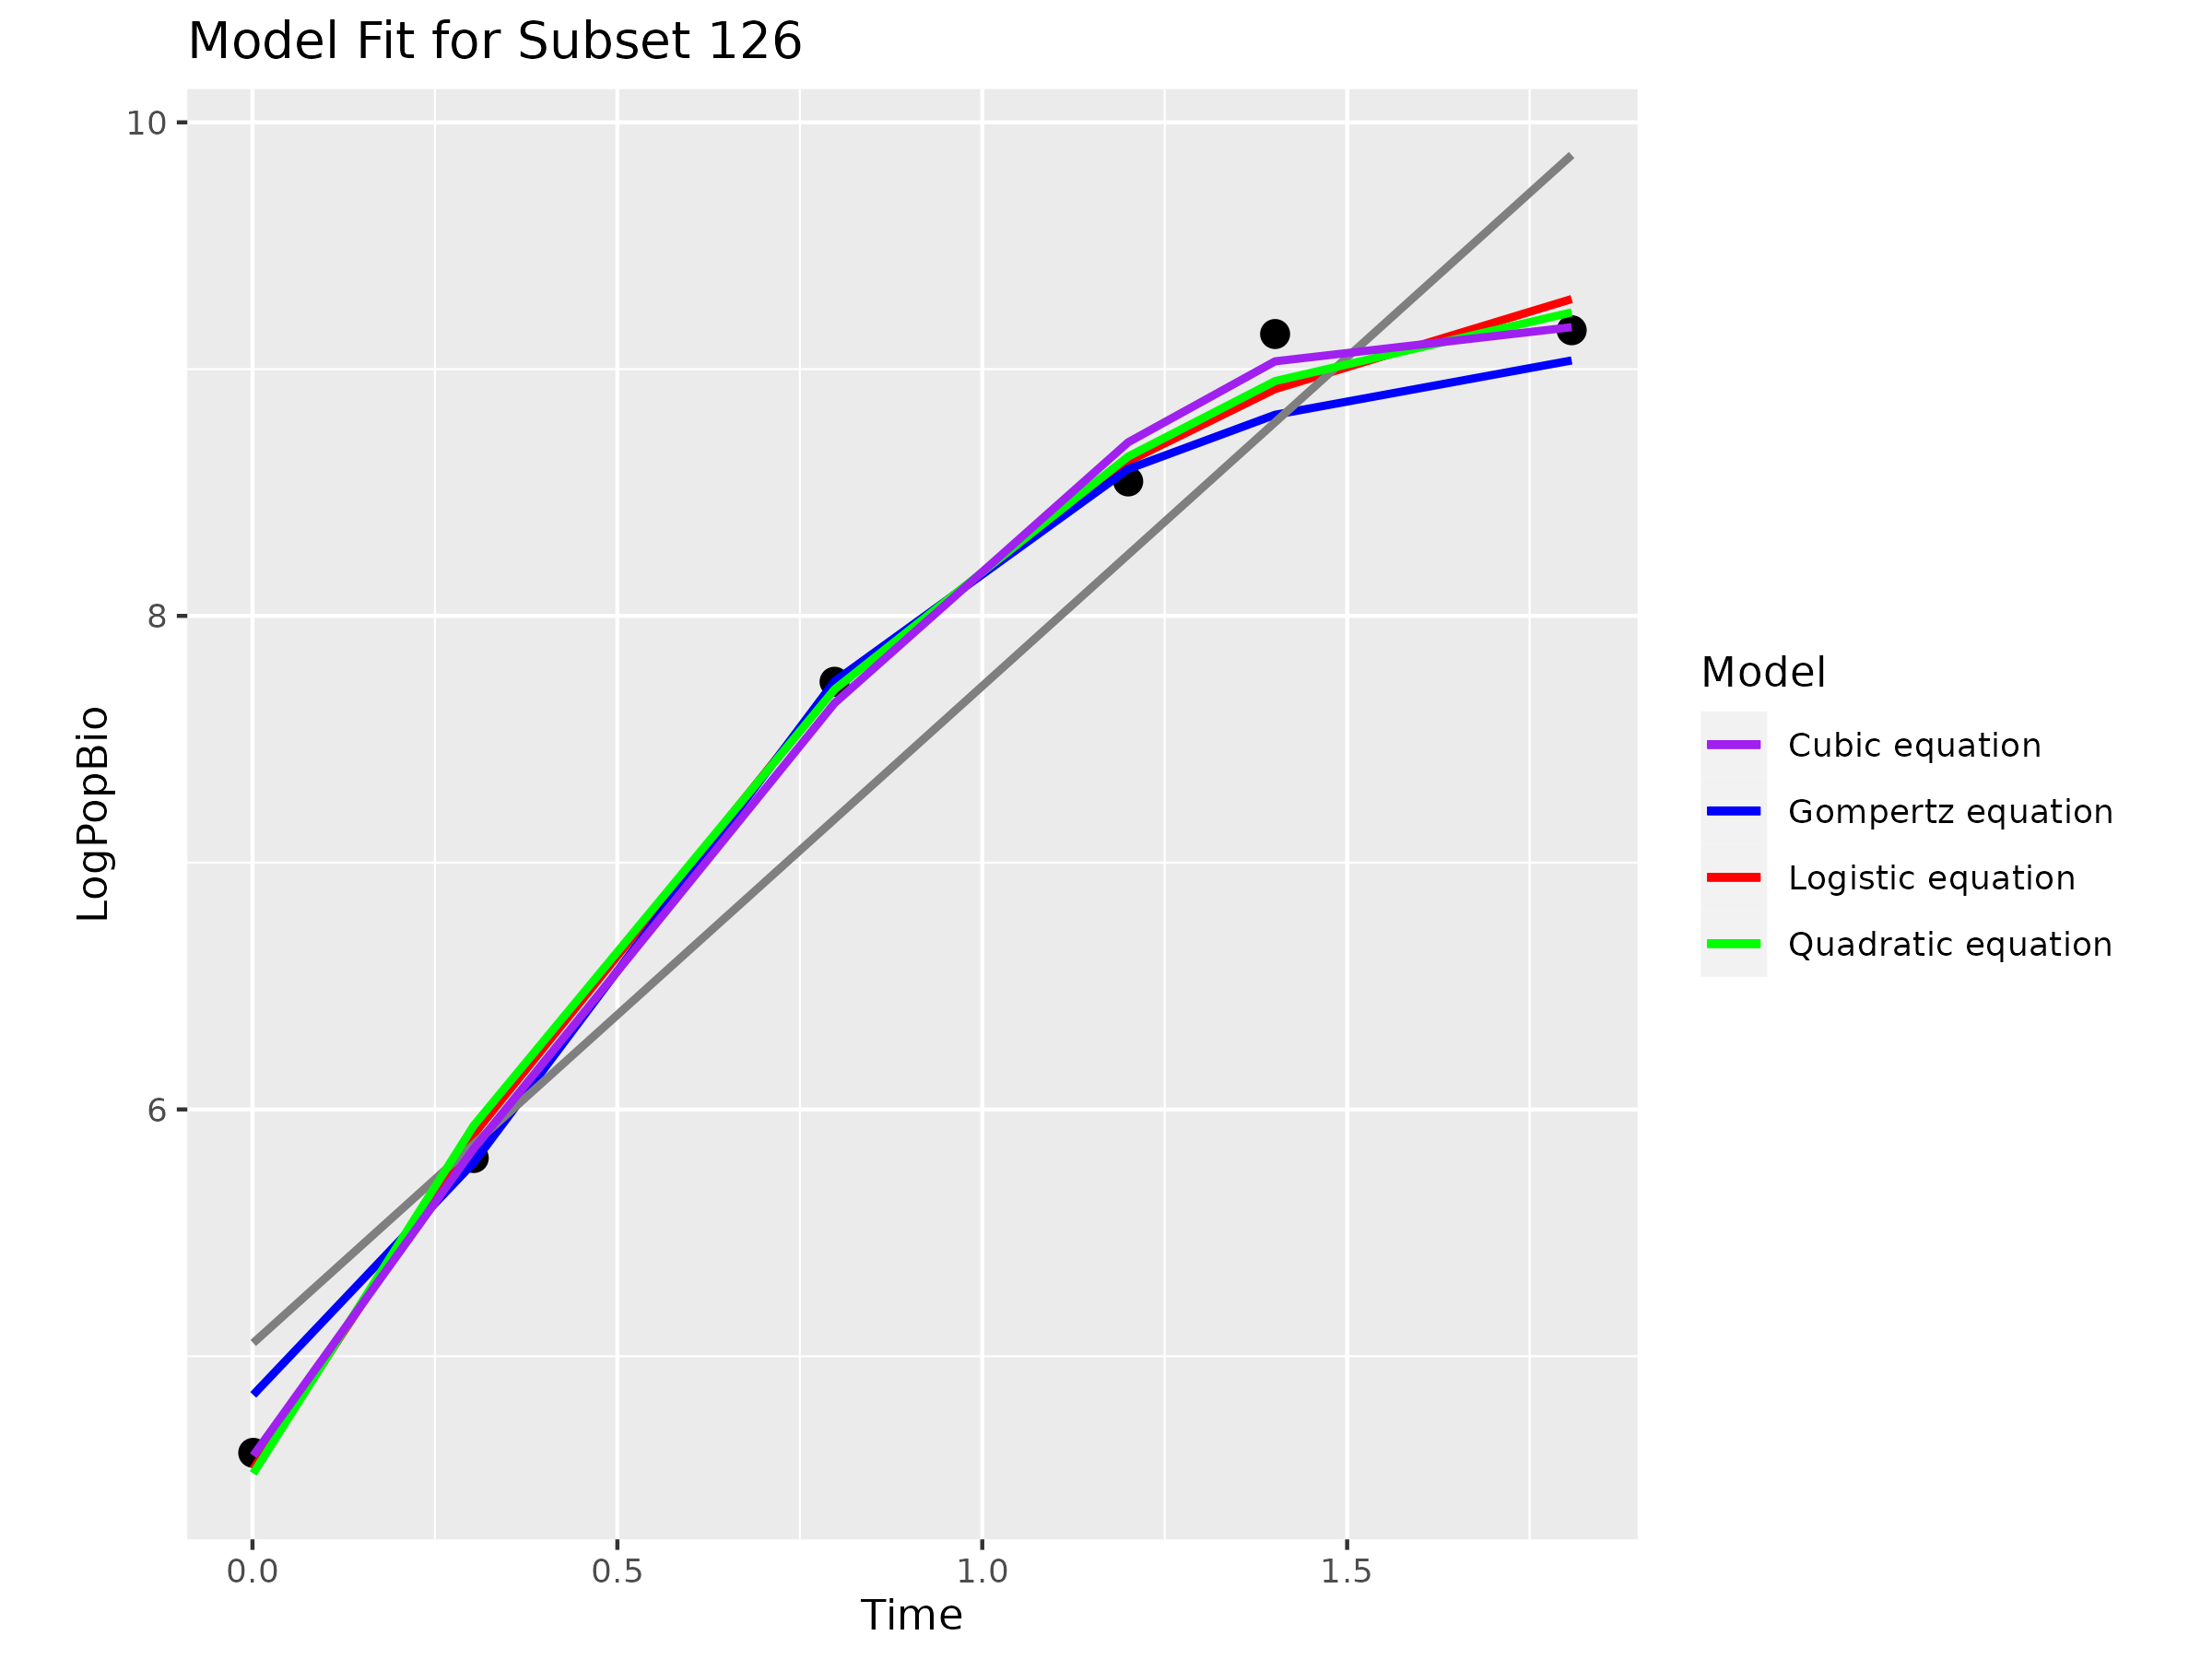 Model Fit for Subset 126
10
8
6
LogPopBio
0.0
0.5
1.0
1.5
Time
Model
Cubic equation
Gompertz equation
Logistic equation
Quadratic equation